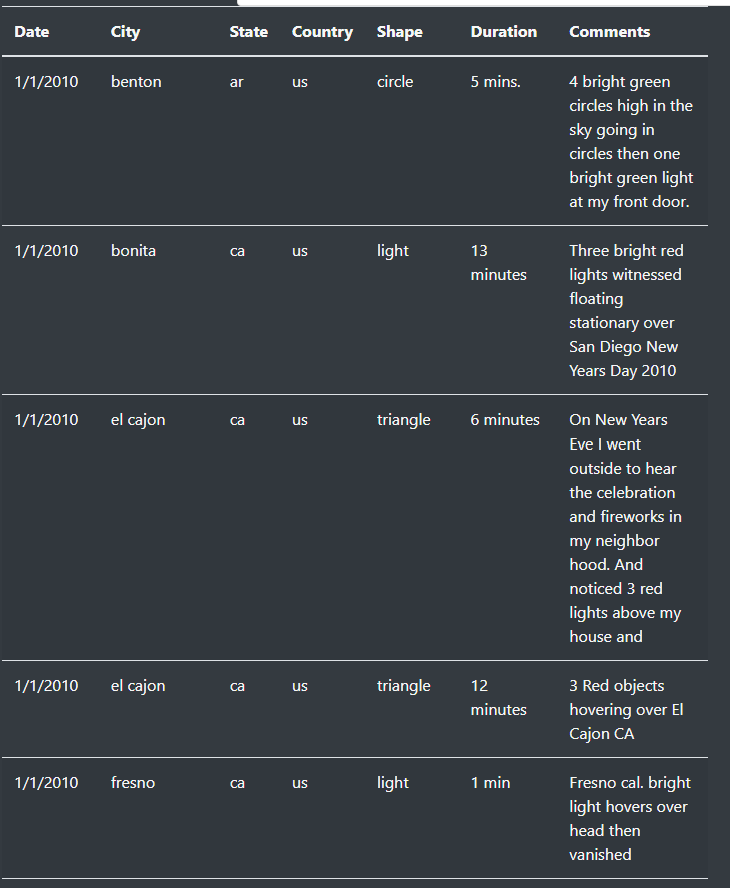 Date City State Country Shape Duration Comments
1/1/2010 benton ar us circle 5 mins. 4 bright green
circles high in the
sky going in
circles then one
bright green light
at my front door.
1/1/2010 bonita ca us light 13 Three bright red
minutes lights witnessed
floating
stationary over
San Diego New
Years Day 2010
1/1/2010 el cajon ca us triangle 6 minutes On New Years
Eve I went
outside to hear
the celebration
and fireworks in
my neighbor
hood. And
noticed 3 red
lights above my
house and
1/1/2010 el cajon ca us triangle 12 3 Red objects
minutes hovering over El
Cajon CA
1/1/2010 fresno ca us light 1 min Fresno cal. bright
light hovers over
head then
vanished